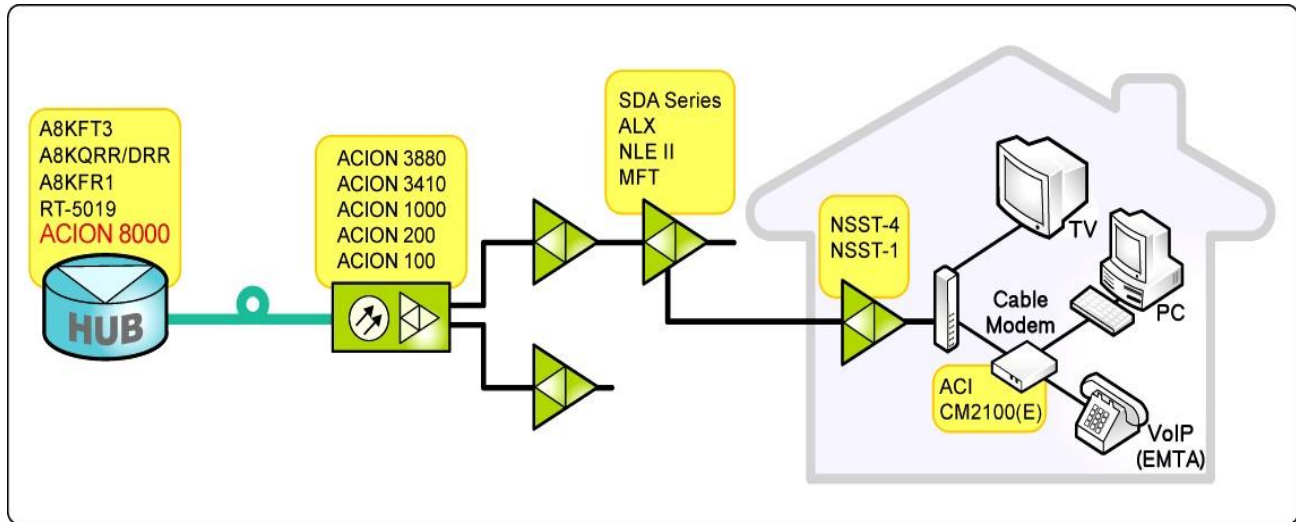 A8KFT3
A8KQRR/DRR
A8KFR1
RT-5019
ACION 8000
HUB
ACION 3880
ACION 3410
ACION 1000
ACION 200
ACION 100
SDA Series
ALX
NLE II
MFT
NSST-4
NSST-1
TV
PC
Cable
Modem
ACI
CM2100(E)
VoIP
(EMTA)